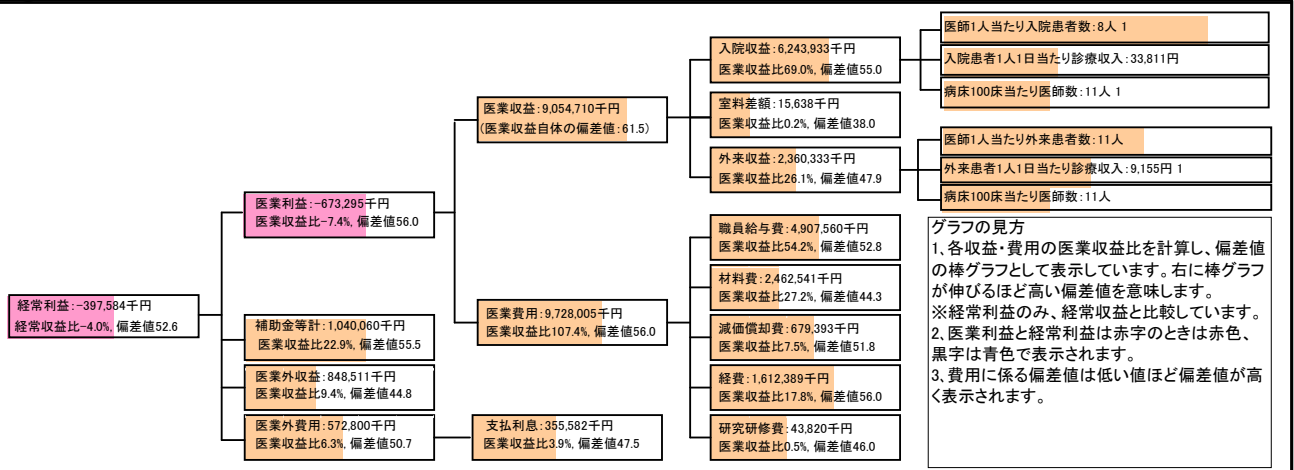 経常利益:-397,584千円
経常収益比-4.0%, 偏差値52.6
医業利益:-673,295千円
医業収益比-7.4%, 偏差値56.0
補助金等計:1,040,060千円
医業収益比22.9%, 偏差値55.5
医業外収益:848,511千円
医業収益比9.4%, 偏差値44.8
医業外費用:572,800千円
医業収益比6.3%, 偏差値50.7
支払利息:355,582千円
医業収益比3.9%, 偏差値47.5
医業収益:9,054,710千円
(医業収益自体の偏差値:61.5)
医業費用:9,728,005千円
医業収益比107.4%, 偏差値56.0
入院収益:6,243,933千円
医業収益比69.0%, 偏差値55.0
室料差額:15,638千円
医業収益比0.2%, 偏差値38.0
外来収益:2,360,333千円
医業収益比26.1%, 偏差値47.9
職員給与費:4,907,560千円
医業収益比54.2%, 偏差値52.8
材料費:2,462,541千円
医業収益比27.2%, 偏差値44.3
減価償却費:679,393千円
医業収益比7.5%, 偏差値51.8
経費:1,612,389千円
医業収益比17.8%, 偏差値56.0
研究研修費:43,820千円
医業収益比0.5%, 偏差値46.0
医師1人当たり入院患者数:8人 1
入院患者1人1日当たり診療収入:33,811円
病床100床当たり医師数:11人 1
医師1人当たり外来患者数:11人
外来患者1人1日当たり診療収入:9,155円 1
病床100床当たり医師数:11人
グラフの見方
1、各収益・費用の医業収益比を計算し、偏差値
の棒グラフとして表示しています。右に棒グラフ
が伸びるほど高い偏差値を意味します。
※経常利益のみ、経常収益と比較しています。
2、医業利益と経常利益は赤字のときは赤色、
黒字は青色で表示されます。
3、費用に係る偏差値は低い値ほど偏差値が高
く表示されます。